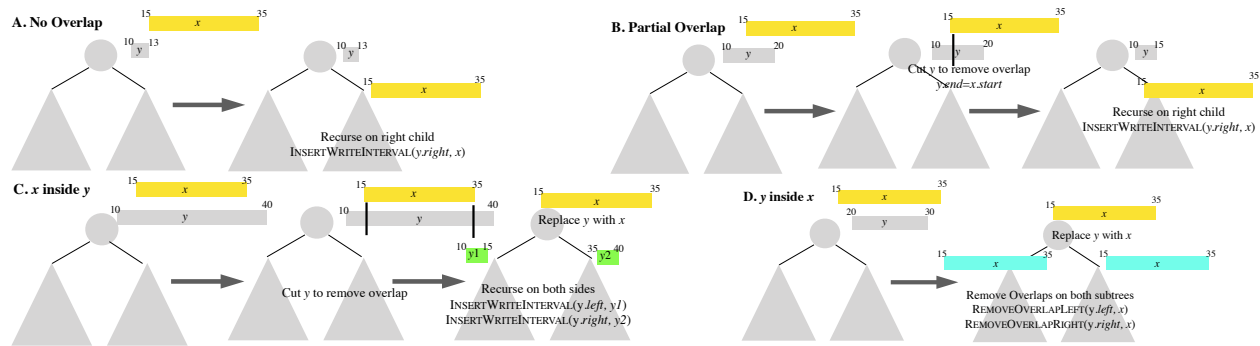 A. No Overlap
15 35
x
10 13
y
10 13
y
15 35
x
Recurse on right child
INSERTWRITEINTERVAL(y.right, x)
B. Partial Overlap
15 35
x
10 20
y
15 35
x
10 20
y
Cut y to remove overlap
y.end=x.start
10 15
y
15 35
x
Recurse on right child
INSERTWRITEINTERVAL(y.right, x)
C. x inside y
15 35
x
10 40
y
15 35
x
10 40
y
Cut y to remove overlap
15 35
x
Replace y with x
10 15
y1
35 40
y2
Recurse on both sides
INSERTWRITEINTERVAL(y.left, y1)
INSERTWRITEINTERVAL(y.right, y2)
D. y inside x
15 35
x
20 30
y
15 35
x
Replace y with x
15 35
x
15 35
x
Remove Overlaps on both subtrees
REMOVEOVERLAPLEFT(y.left, x)
REMOVEOVERLAPRIGHT(y.right, x)